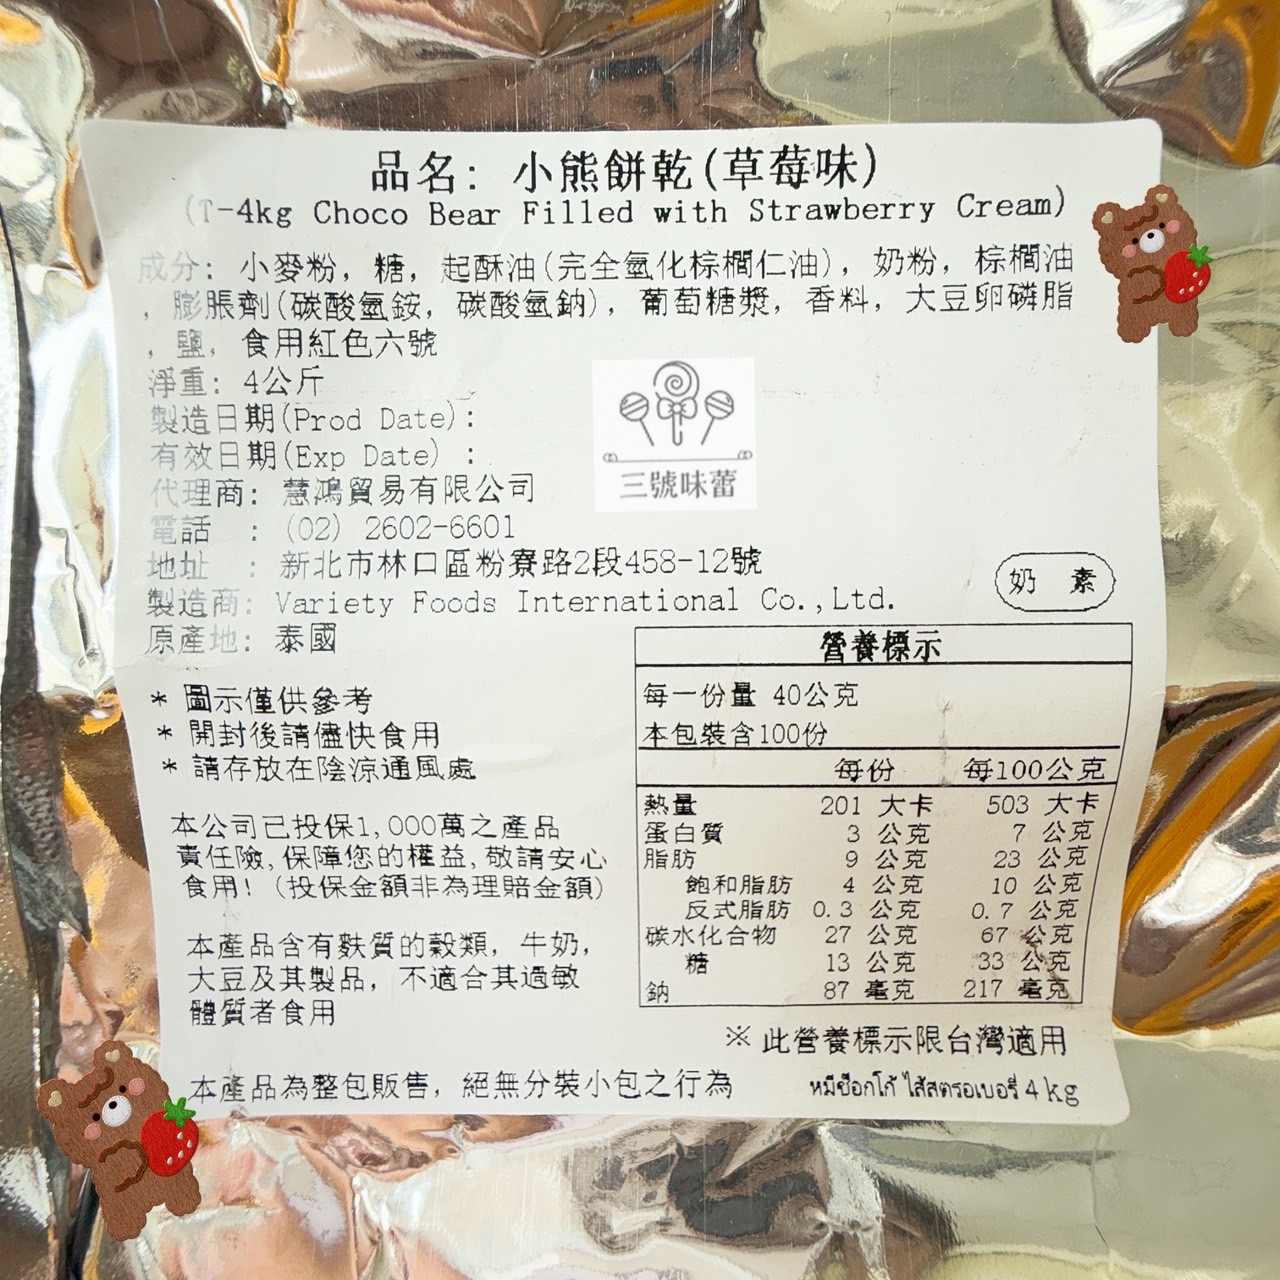 品名: 小熊餅乾(草莓味)
(T-4kg Choco Bear Filled with Strawberry Cream)
成分: 小麥粉, 糖, 起酥油(完全氫化棕櫚仁油), 奶粉, 棕櫚油
, 膨脹劑(碳酸氫銨, 碳酸氫鈉), 葡萄糖漿, 香料, 大豆卵磷脂
, 鹽, 食用紅色六號
淨重: 4公斤
製造日期(Prod Date):
有效日期(Exp Date) :
代理商: 慧鴻貿易有限公司
電話 : (02) 2602-6601
地址 : 新北市林口區粉寮路2段458-12號
製造商: Variety Foods International Co.,Ltd.
原產地: 泰國
三號味蕾
奶 素
* 圖示僅供參考
* 開封後請儘快食用
* 請存放在陰涼通風處
本公司已投保1,000萬之產品
責任險,保障您的權益,敬請安心
食用!(投保金額非為理賠金額)
本產品含有麩質的穀類, 牛奶,
大豆及其製品, 不適合其過敏
體質者食用
營養標示
每一份量 40公克
本包裝含100份
每份 每100公克
熱量 201 大卡 503 大卡
蛋白質 3 公克 7 公克
脂肪 9 公克 23 公克
飽和脂肪 4 公克 10 公克
反式脂肪 0.3 公克 0.7 公克
碳水化合物 27 公克 67 公克
糖 13 公克 33 公克
鈉 87 毫克 217 毫克
※ 此營養標示限台灣適用
本產品為整包販售, 絕無分裝小包之行為
หมีช็อกโก้ ไส้สตรอเบอรี่ 4 kg